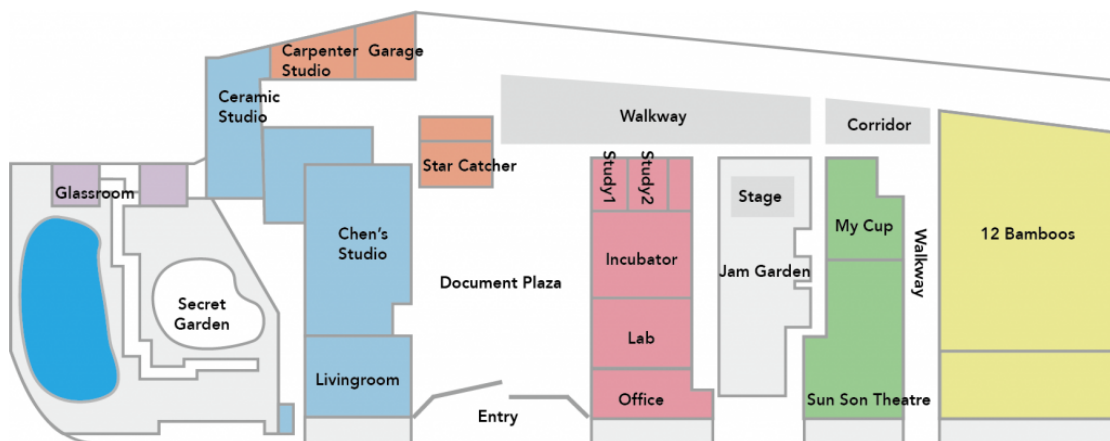 Carpenter
Studio
Garage
Ceramic
Studio
Walkway
Corridor
Star Catcher
Study1
Study2
Glassroom
Stage
My Cup
Walkway
12 Bamboos
Chen's
Studio
Incubator
Jam Garden
Document Plaza
Secret
Garden
Lab
Livingroom
Office
Sun Son Theatre
Entry